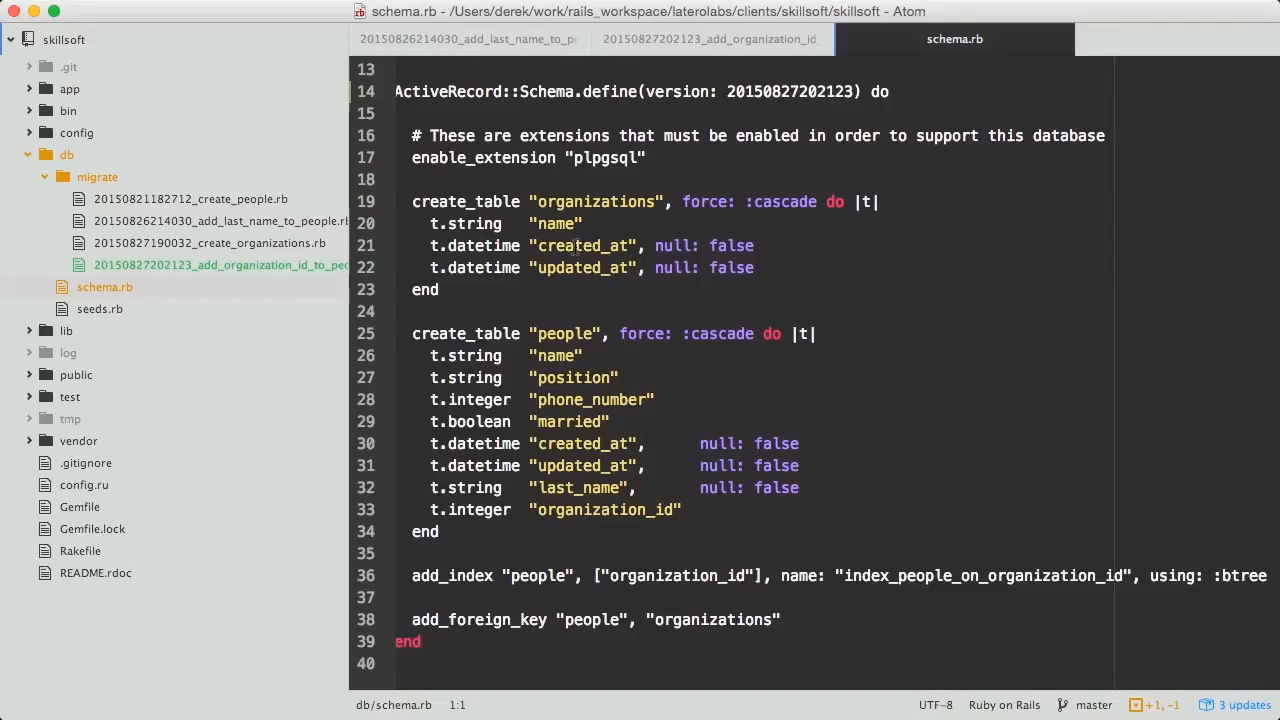 schema.rb - /Users/derek/work/rails_workspace/laterolabs/clients/skillsoft/skillsoft - Atom
skillsoft
.git
app
bin
config
db
migrate
20150821182712_create_people.rb
20150826214030_add_last_name_to_people.rb
20150827190032_create_organizations.rb
20150827202123_add_organization_id_to_peo
schema.rb
seeds.rb
lib
log
public
test
tmp
vendor
.gitignore
config.ru
Gemfile
Gemfile.lock
Rakefile
README.rdoc
20150826214030_add_last_name_to_pe
20150827202123_add_organization_id_
schema.rb
13
14 ActiveRecord::Schema.define(version: 20150827202123) do
15
16 # These are extensions that must be enabled in order to support this database
17 enable_extension "plpgsql"
18
19 create_table "organizations", force: :cascade do |t|
20 t.string "name"
21 t.datetime "created_at", null: false
22 t.datetime "updated_at", null: false
23 end
24
25 create_table "people", force: :cascade do |t|
26 t.string "name"
27 t.string "position"
28 t.integer "phone_number"
29 t.boolean "married"
30 t.datetime "created_at", null: false
31 t.datetime "updated_at", null: false
32 t.string "last_name", null: false
33 t.integer "organization_id"
34 end
35
36 add_index "people", ["organization_id"], name: "index_people_on_organization_id", using: :btree
37
38 add_foreign_key "people", "organizations"
39 end
40
db/schema.rb 1:1 UTF-8 Ruby on Rails master +1, -1 3 updates